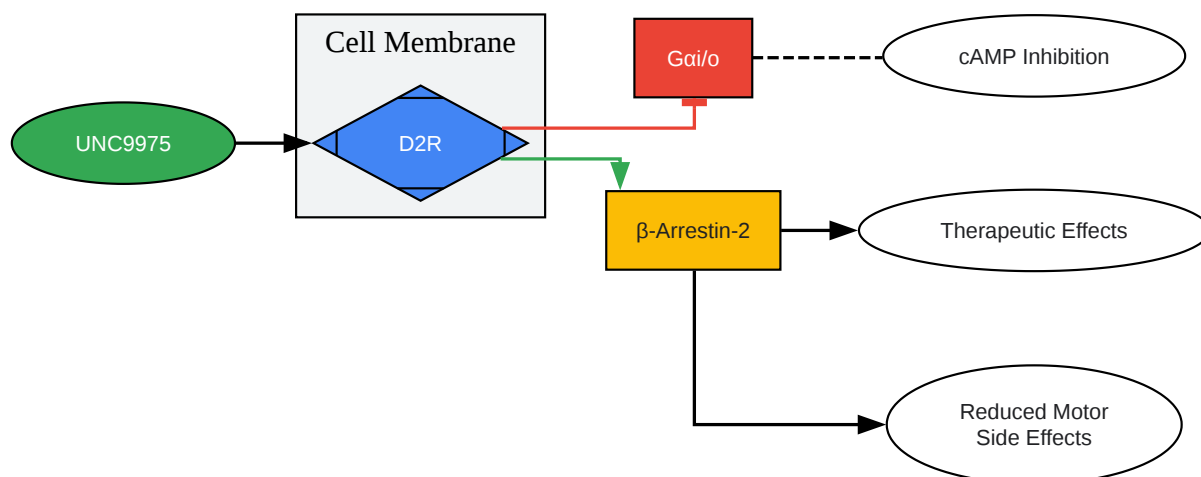 Cell Membrane
Gαi/o
cAMP Inhibition
UNC9975
D2R
β-Arrestin-2
Therapeutic Effects
Reduced Motor
Side Effects